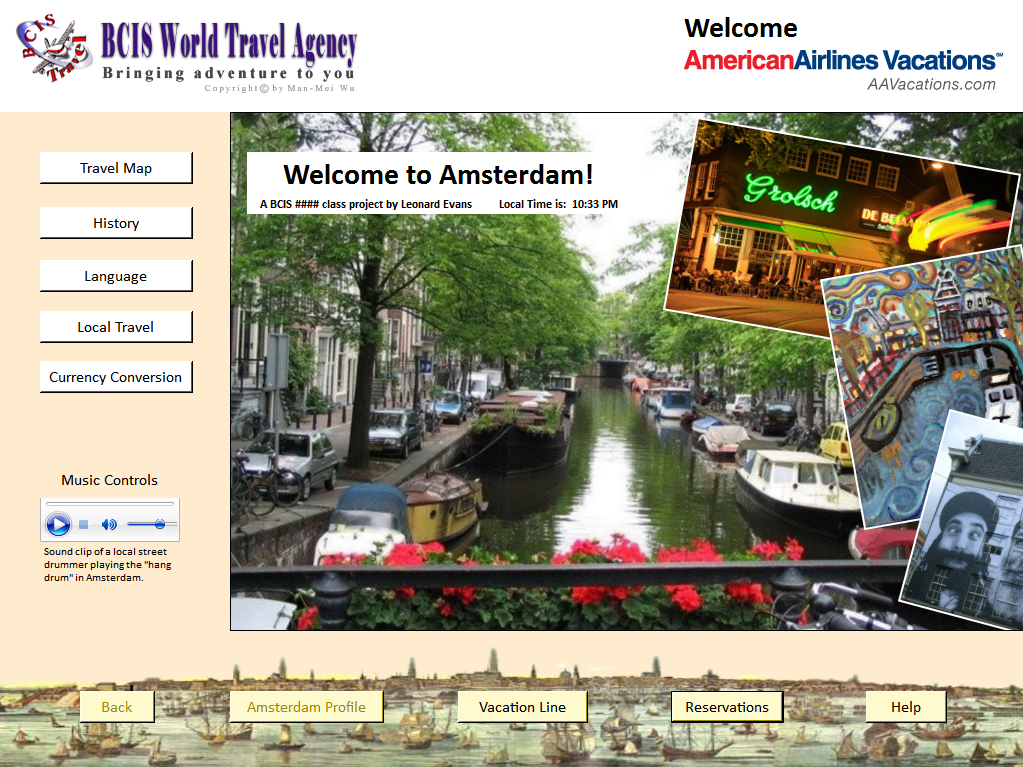 BCIS Travel
BCIS World Travel Agency
Bringing adventure to you
Copyright© by Man-Mei Wu
Welcome
AmericanAirlines Vacations℠
AAVacations.com
Travel Map
History
Language
Local Travel
Currency Conversion
Music Controls
Sound clip of a local street
drummer playing the "hang
drum" in Amsterdam.
Welcome to Amsterdam!
A BCIS #### class project by Leonard Evans Local Time is: 10:33 PM
Grolsch
DE
P
Back
Amsterdam Profile
Vacation Line
Reservations
Help